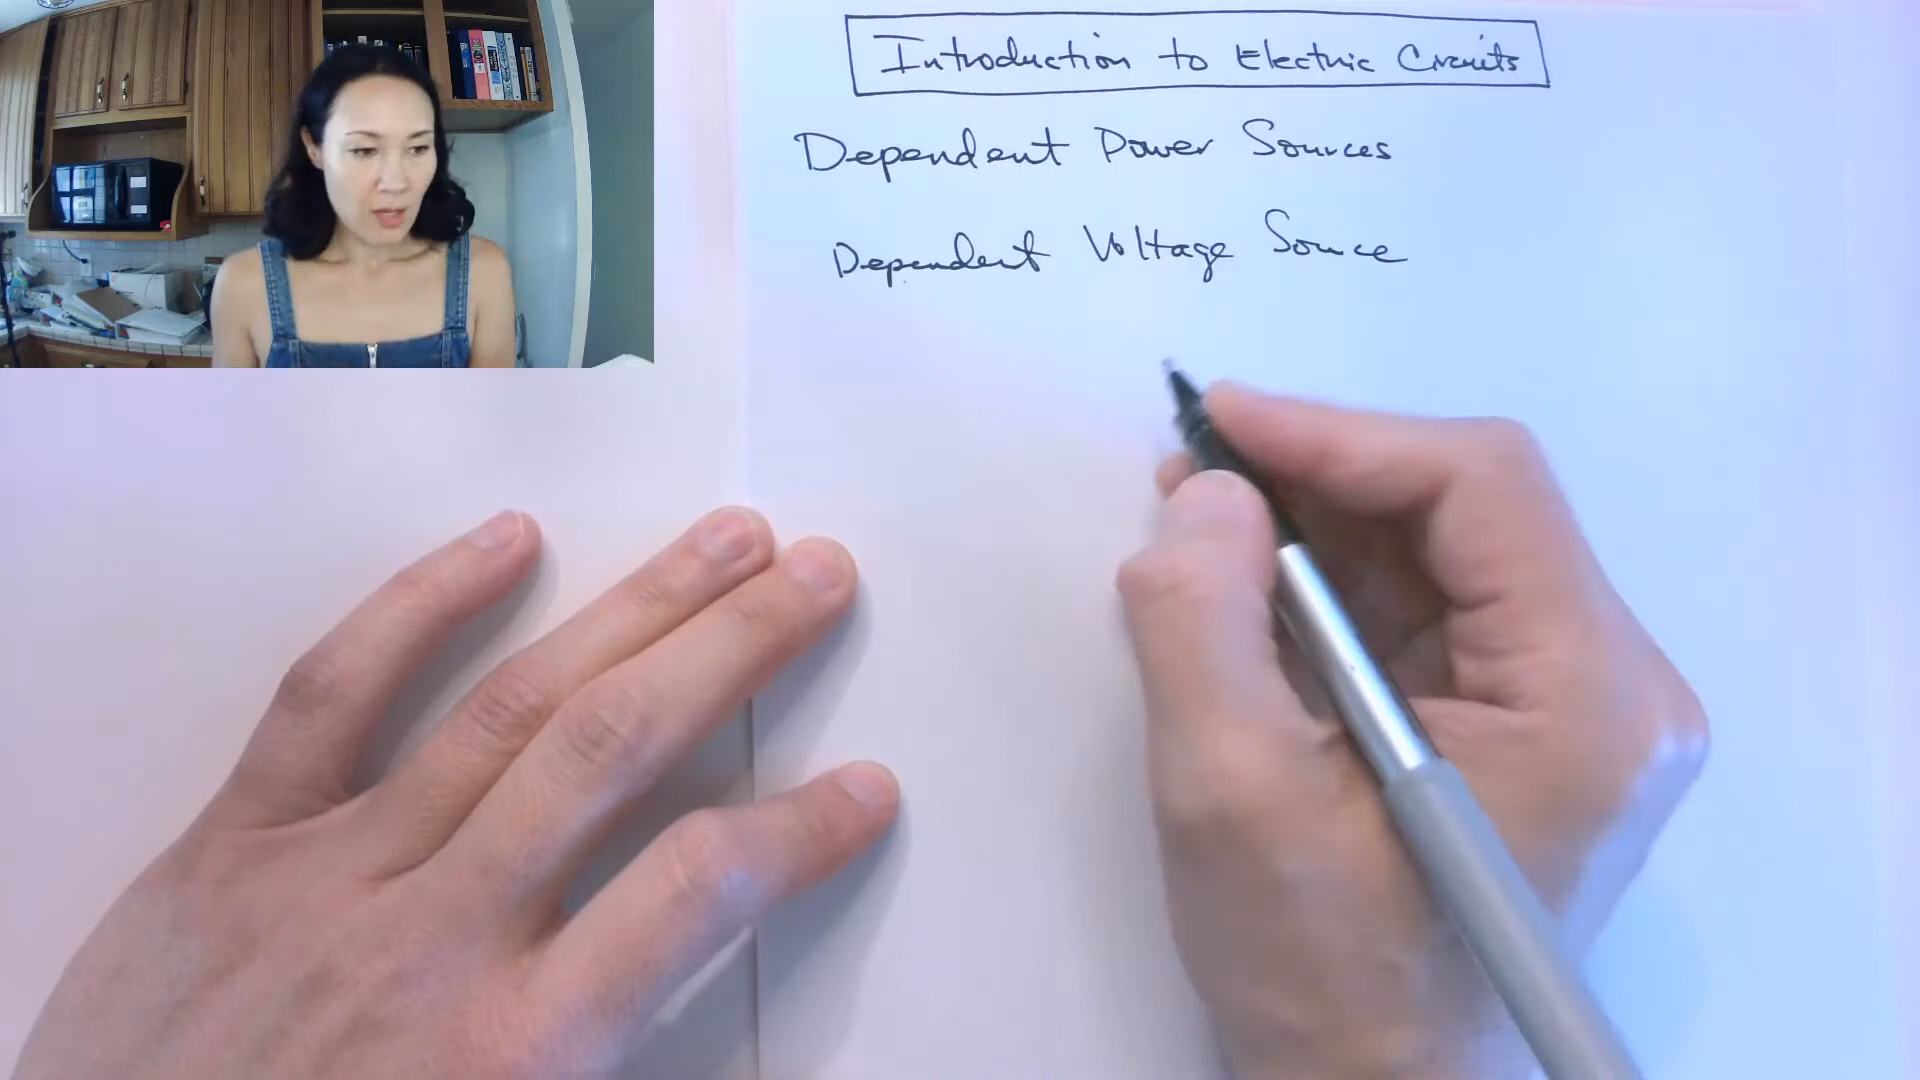 Introduction to Electric Circuits
Dependent Power Sources
Dependent Voltage Source